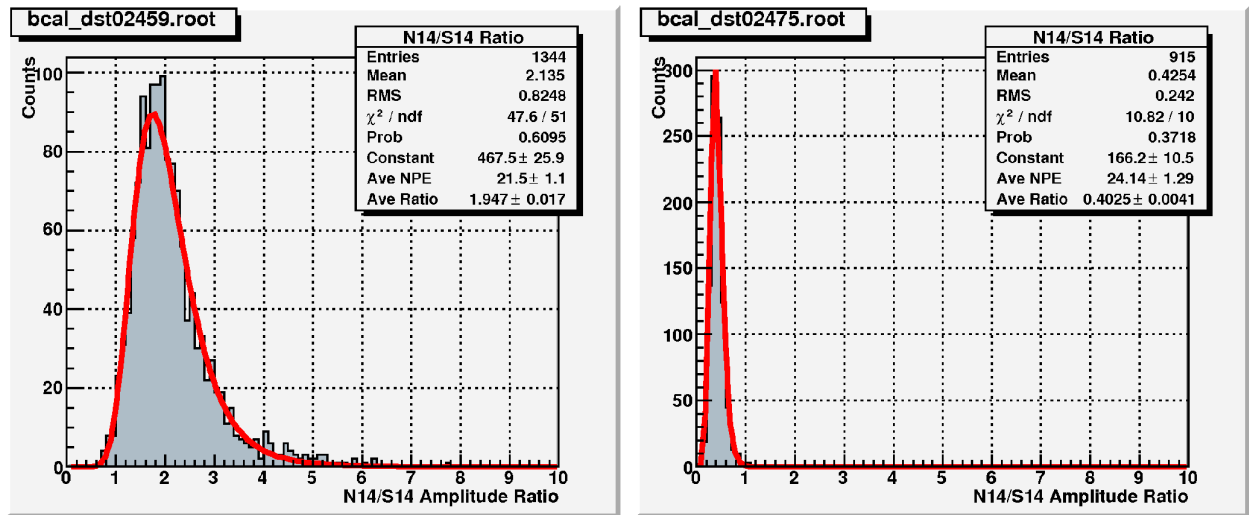 bcal_dst02459.root
N14/S14 Ratio
Entries 1344
Mean 2.135
RMS 0.8248
χ² / ndf 47.6 / 51
Prob 0.6095
Constant 467.5 ± 25.9
Ave NPE 21.5 ± 1.1
Ave Ratio 1.947 ± 0.017
Counts
100
80
60
40
20
0
0 1 2 3 4 5 6 7 8 9 10
N14/S14 Amplitude Ratio
bcal_dst02475.root
N14/S14 Ratio
Entries 915
Mean 0.4254
RMS 0.242
χ² / ndf 10.82 / 10
Prob 0.3718
Constant 166.2 ± 10.5
Ave NPE 24.14 ± 1.29
Ave Ratio 0.4025 ± 0.0041
Counts
300
250
200
150
100
50
0
0 1 2 3 4 5 6 7 8 9 10
N14/S14 Amplitude Ratio